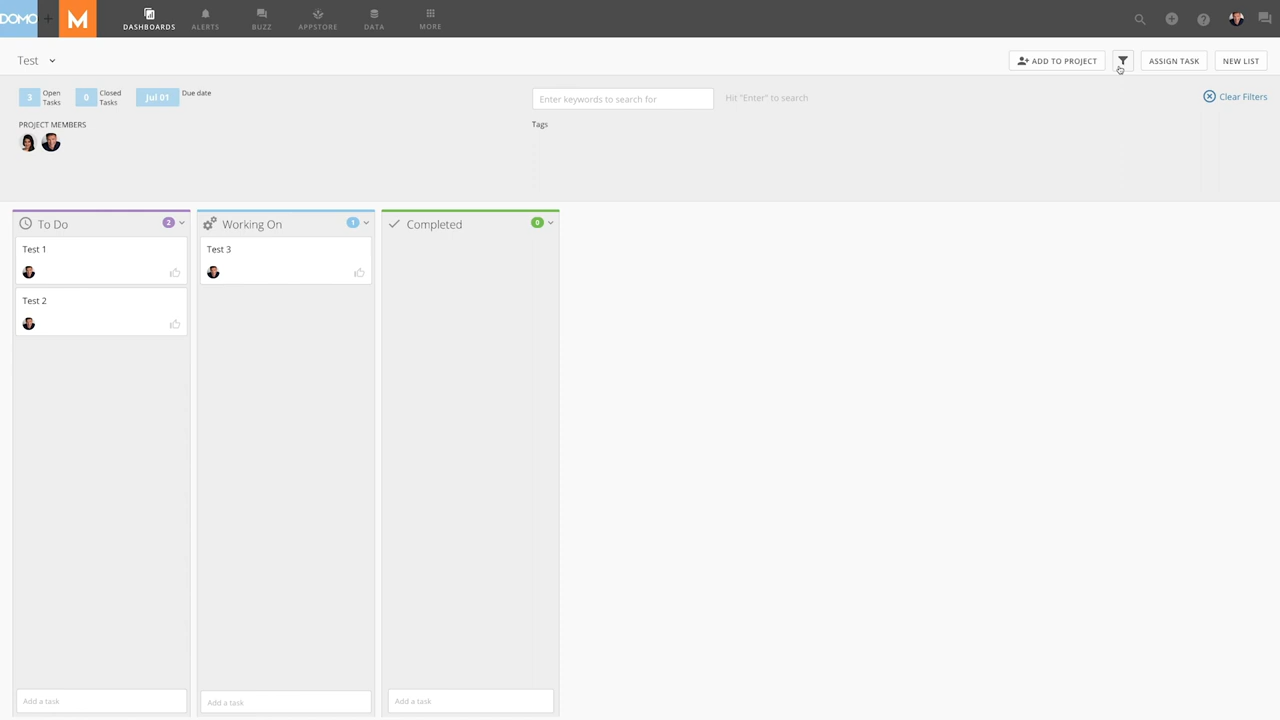 DOMO
M
DASHBOARDS
ALERTS
BUZZ
APPSTORE
DATA
MORE
Test
ADD TO PROJECT
ASSIGN TASK
NEW LIST
3 Open Tasks
0 Closed Tasks
Jul 01 Due date
Enter keywords to search for
Hit "Enter" to search
Clear Filters
PROJECT MEMBERS
Tags
To Do 2
Test 1
Test 2
Add a task
Working On 1
Test 3
Add a task
Completed 0
Add a task